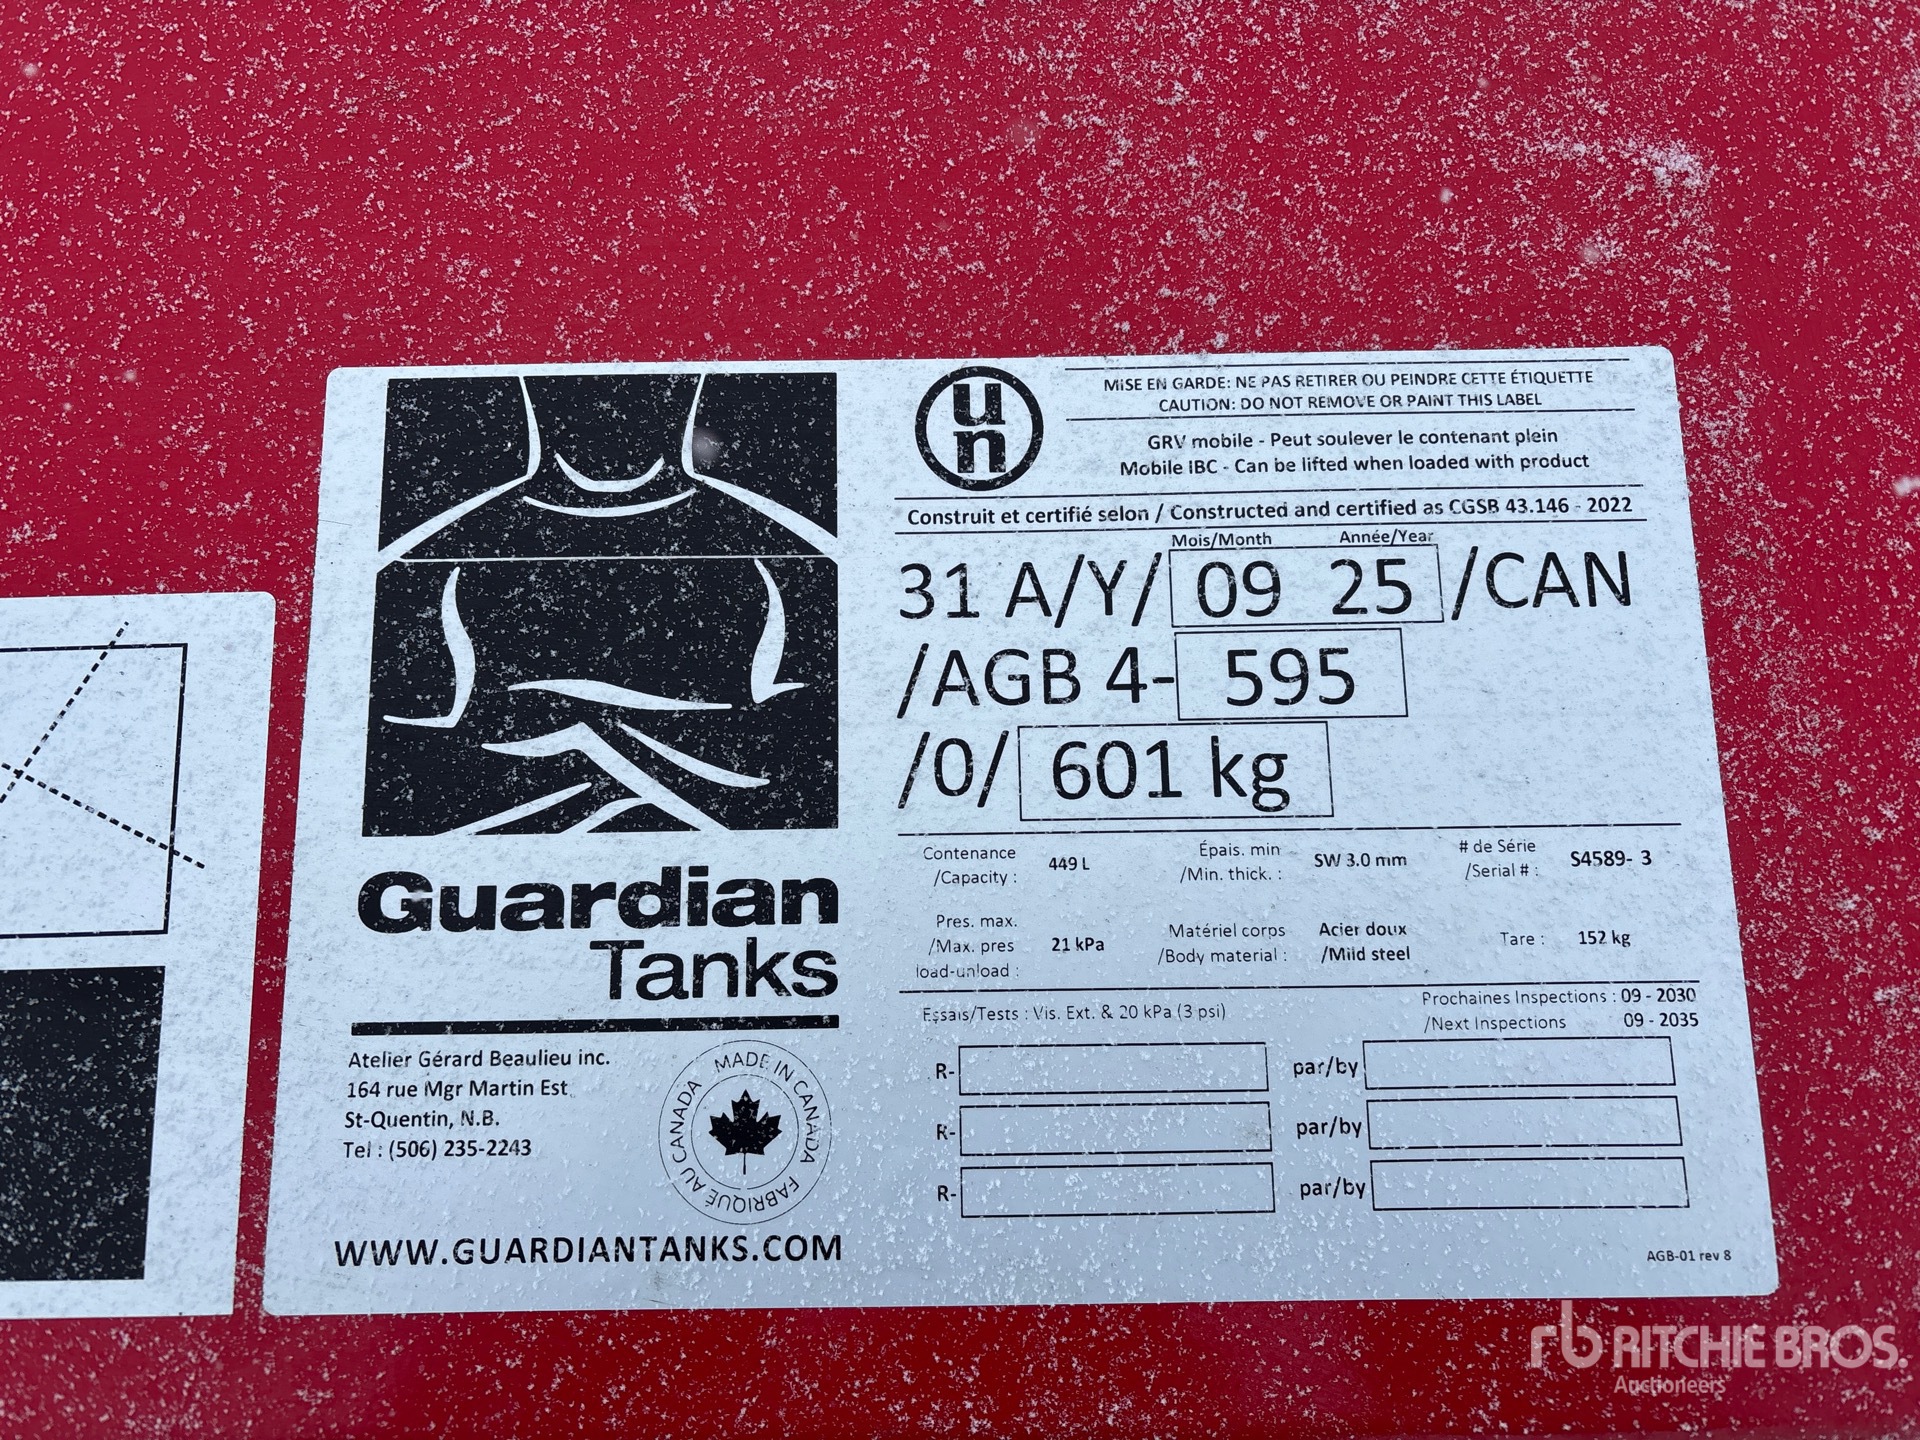 un
MISE EN GARDE: NE PAS RETIRER OU PEINDRE CETTE ÉTIQUETTE
CAUTION: DO NOT REMOVE OR PAINT THIS LABEL
GRV mobile - Peut soulever le contenant plein
Mobile IBC - Can be lifted when loaded with product
Construit et certifié selon / Constructed and certified as CGSB 43.146 - 2022
Mois/Month Année/Year
31 A/Y/ 09 25 /CAN
/AGB 4- 595
/0/ 601 kg
Contenance
/Capacity : 449 L
Épais. min
/Min. thick. : SW 3.0 mm
# de Série
/Serial # : S4589- 3
Pres. max.
/Max. pres
load-unload : 21 kPa
Matériel corps
/Body material :
Acier doux
/Mild steel
Tare : 152 kg
Essais/Tests : Vis. Ext. & 20 kPa (3 psi)
Prochaines Inspections : 09 - 2030
/Next Inspections 09 - 2035
R- par/by
R- par/by
R- par/by
AGB-01 rev 8
Guardian
Tanks
Atelier Gérard Beaulieu inc.
164 rue Mgr Martin Est
St-Quentin, N.B.
Tel : (506) 235-2243
MADE IN CANADA
FABRIQUÉ AU CANADA
WWW.GUARDIANTANKS.COM
rb RITCHIE BROS.
Auctioneers